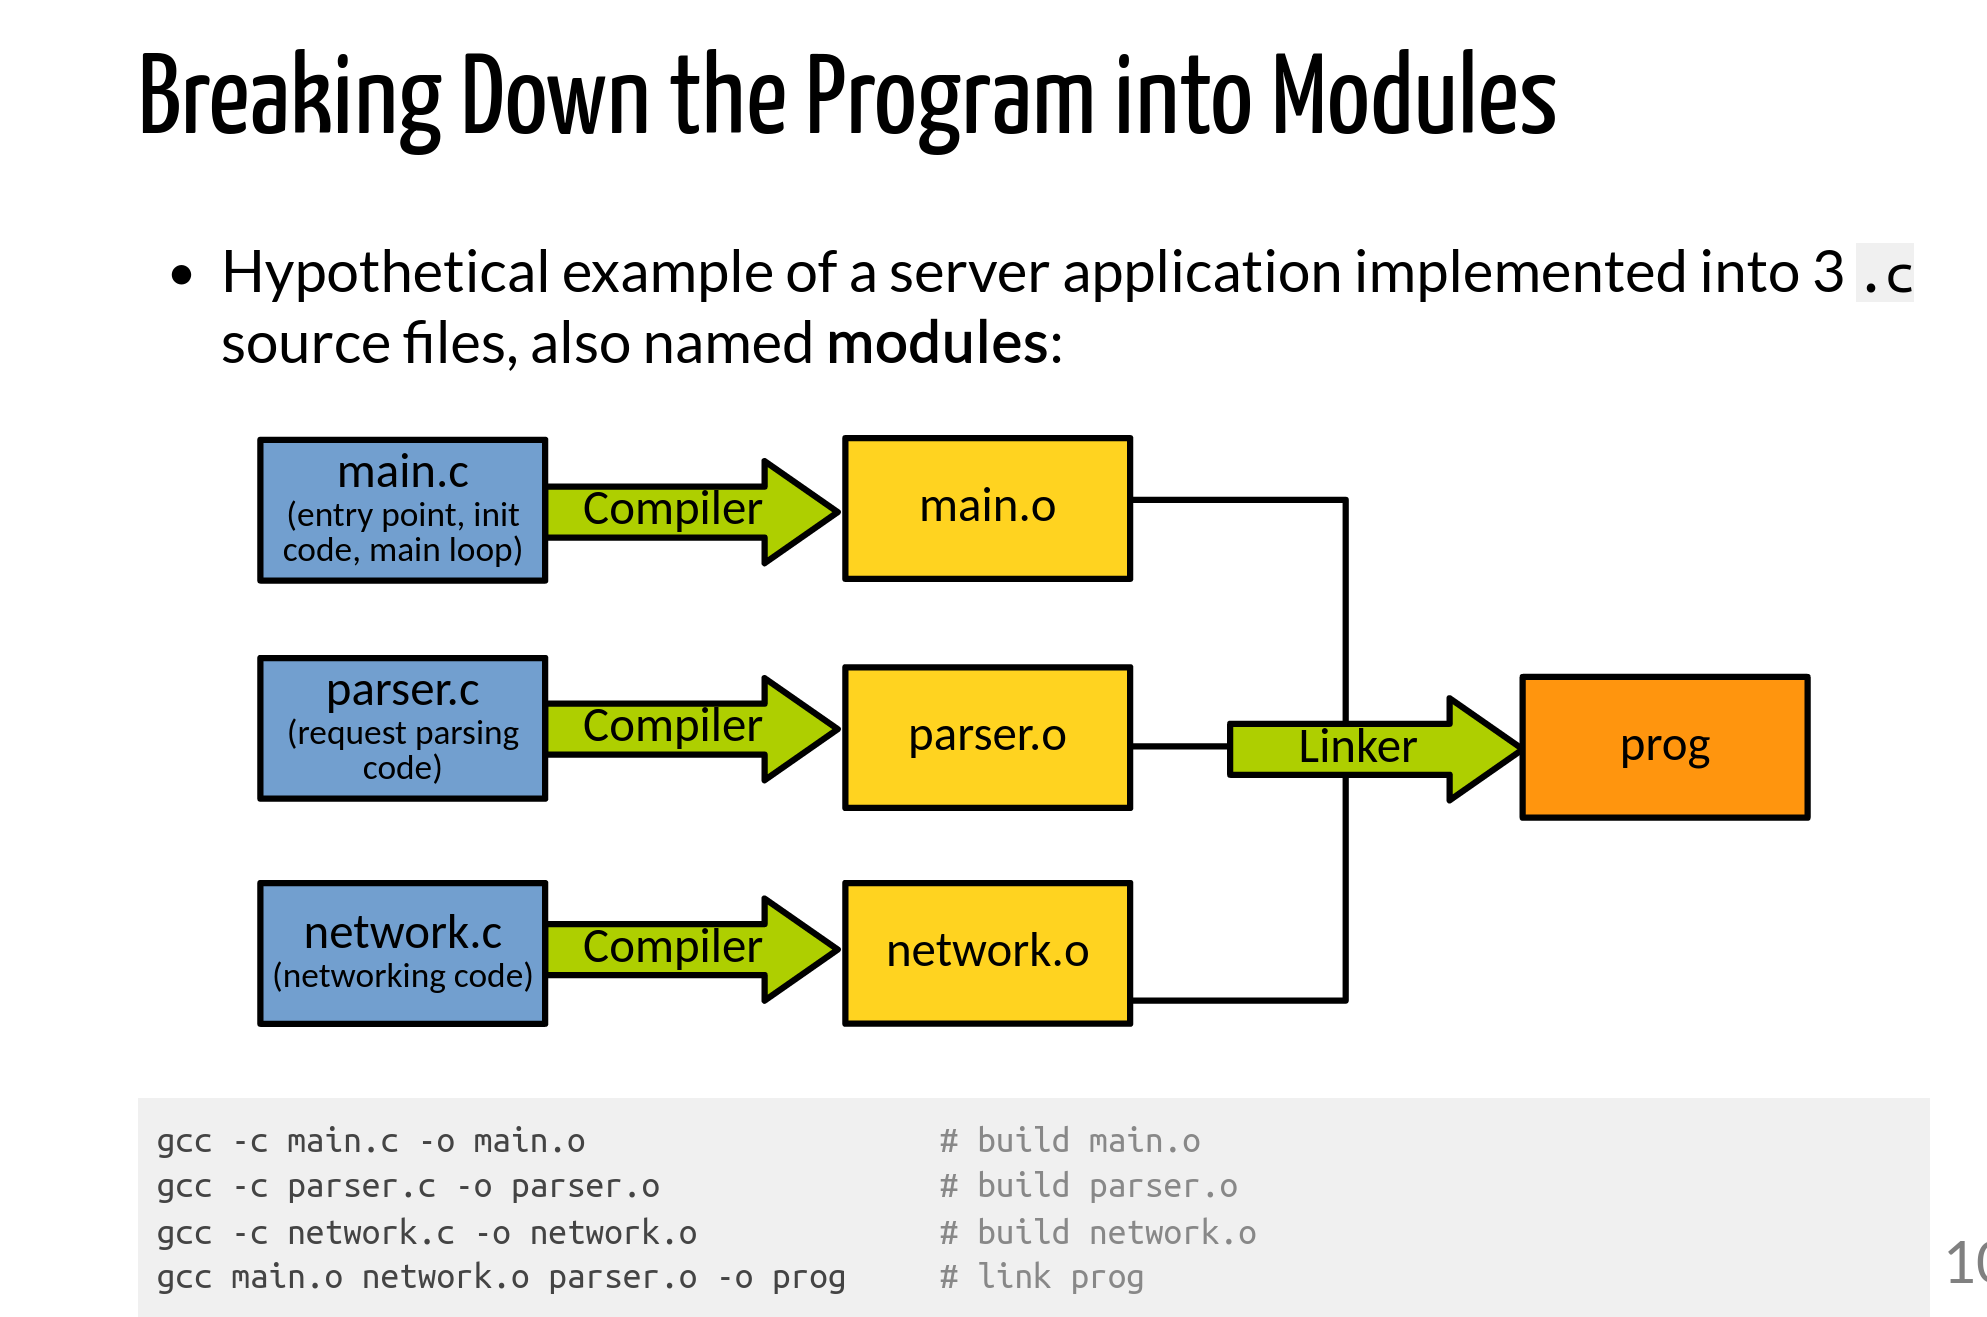 Breaking Down the Program into Modules
• Hypothetical example of a server application implemented into 3 .c
source files, also named modules:
main.c
(entry point, init
code, main loop)
Compiler
main.o
parser.c
(request parsing
code)
Compiler
parser.o
Linker
prog
network.c
(networking code)
Compiler
network.o
gcc -c main.c -o main.o # build main.o
gcc -c parser.c -o parser.o # build parser.o
gcc -c network.c -o network.o # build network.o
gcc main.o network.o parser.o -o prog # link prog